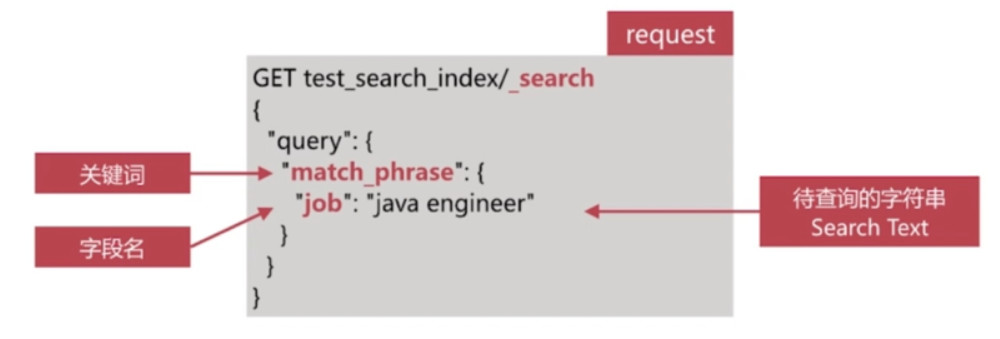 request
GET test_search_index/_search
{
"query": {
关键词
"match_phrase": {
"job": "java engineer"
待查询的字符串
Search Text
字段名
}
}
}